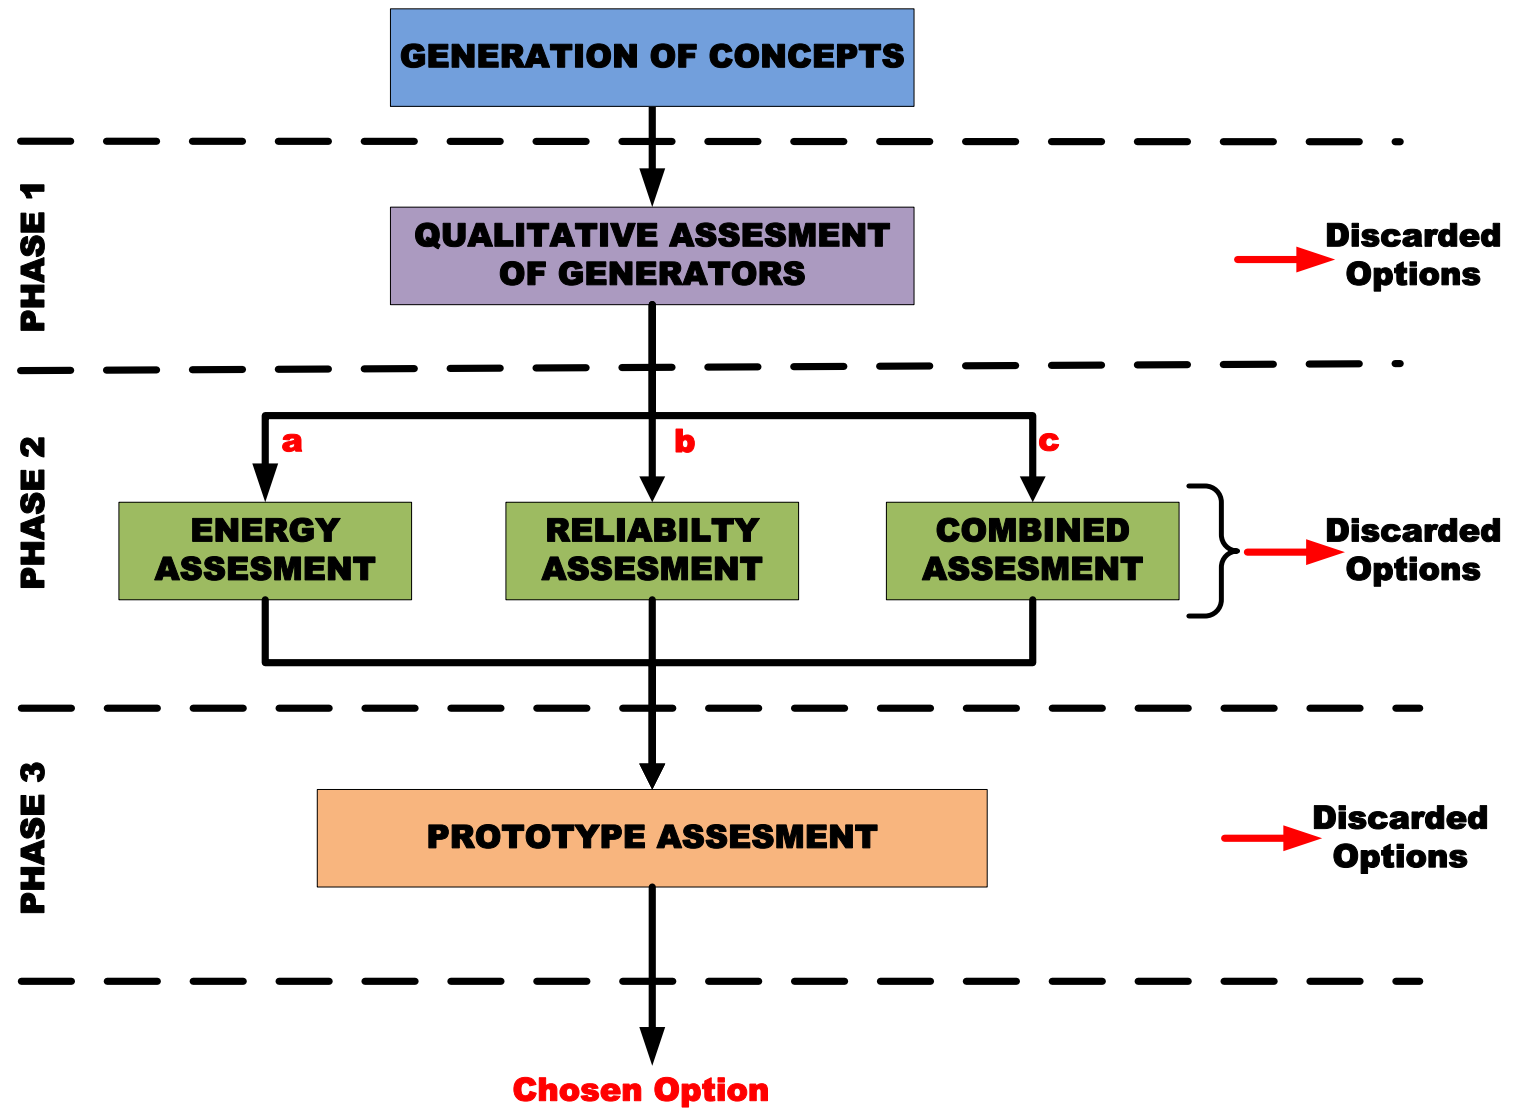 GENERATION OF CONCEPTS
PHASE 1
QUALITATIVE ASSESMENT
OF GENERATORS
Discarded
Options
PHASE 2
a
b
c
ENERGY
ASSESMENT
RELIABILTY
ASSESMENT
COMBINED
ASSESMENT
Discarded
Options
PHASE 3
PROTOTYPE ASSESMENT
Discarded
Options
Chosen Option